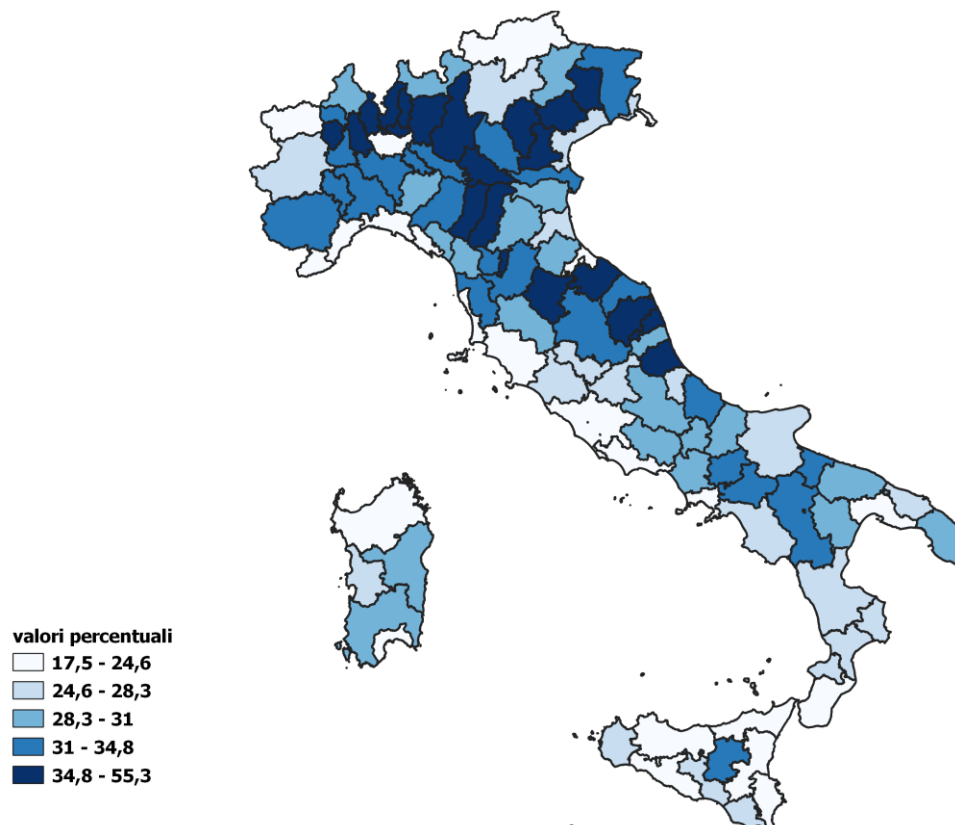 valori percentuali
17,5 - 24,6
24,6 - 28,3
28,3 - 31
31 - 34,8
34,8 - 55,3